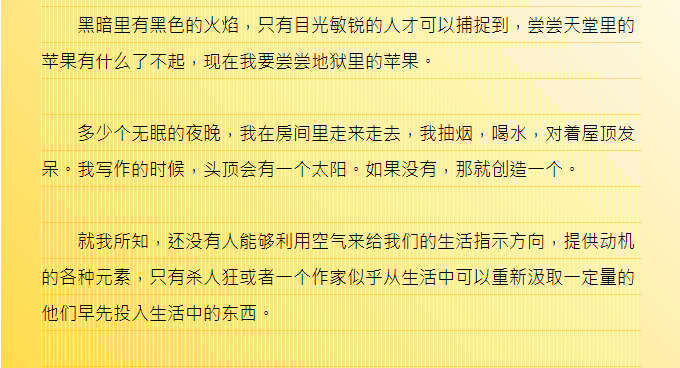 黑暗里有黑色的火焰，只有目光敏锐的人才可以捕捉到，尝尝天堂里的
苹果有什么了不起，现在我要尝尝地狱里的苹果。
多少个无眠的夜晚，我在房间里走来走去，我抽烟，喝水，对着屋顶发
呆。我写作的时候，头顶会有一个太阳。如果没有，那就创造一个。
就我所知，还没有人能够利用空气来给我们的生活指示方向，提供动机
的各种元素，只有杀人狂或者一个作家似乎从生活中可以重新汲取一定量的
他们早先投入生活中的东西。